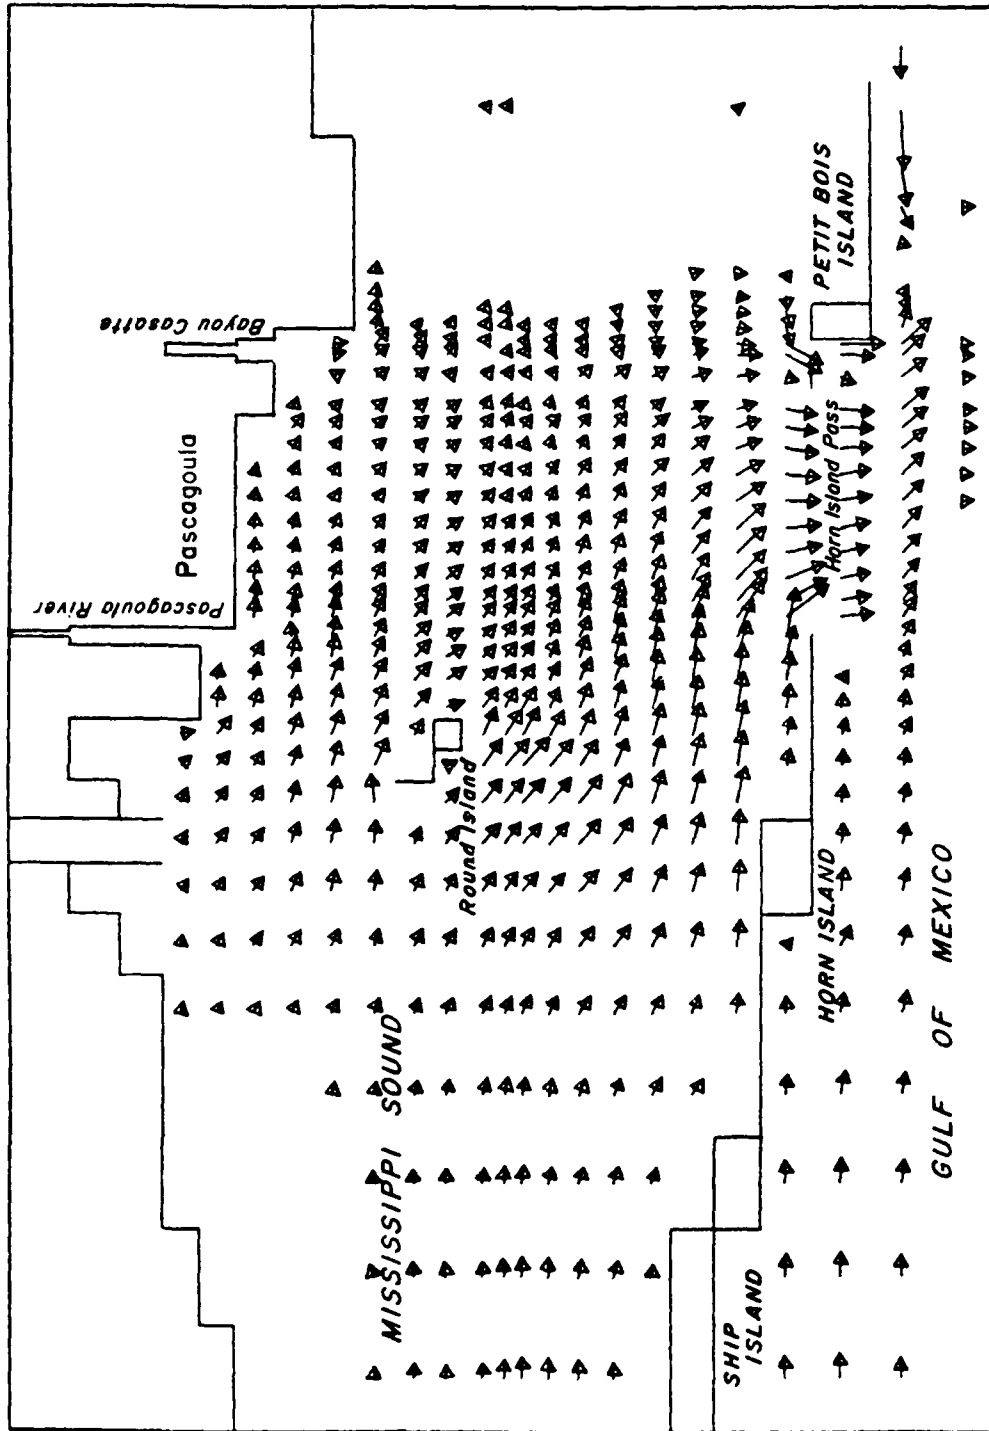 Pascagoula River
Pascagoula
Bayou Casatte
Round Island
MISSISSIPPI SOUND
Horn Island Pass
PETIT BOIS
ISLAND
HORN ISLAND
SHIP
ISLAND
GULF OF MEXICO